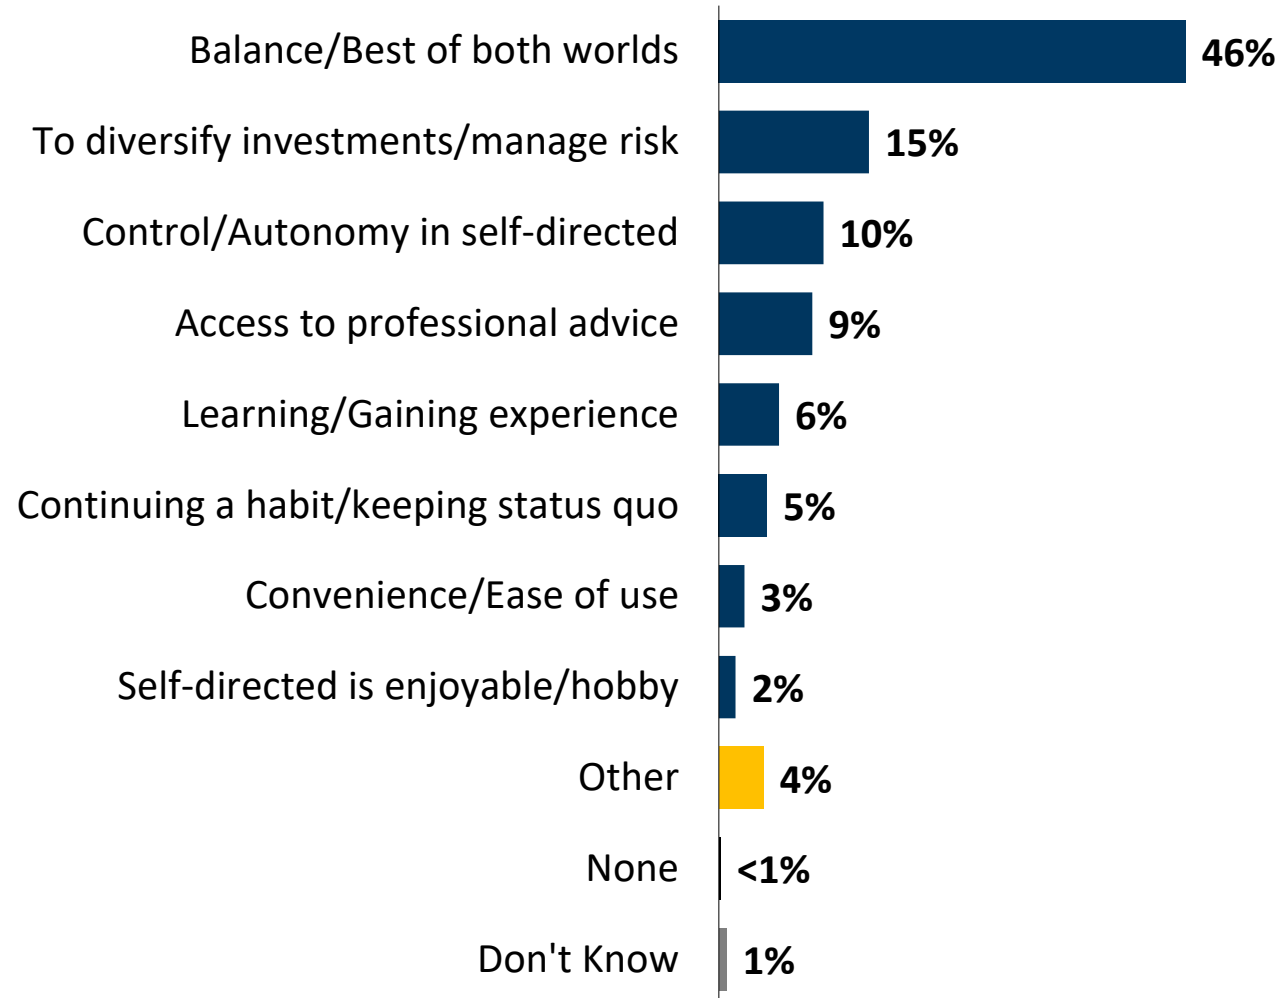 Balance/Best of both worlds 46%
To diversify investments/manage risk 15%
Control/Autonomy in self-directed 10%
Access to professional advice 9%
Learning/Gaining experience 6%
Continuing a habit/keeping status quo 5%
Convenience/Ease of use 3%
Self-directed is enjoyable/hobby 2%
Other 4%
None <1%
Don't Know 1%